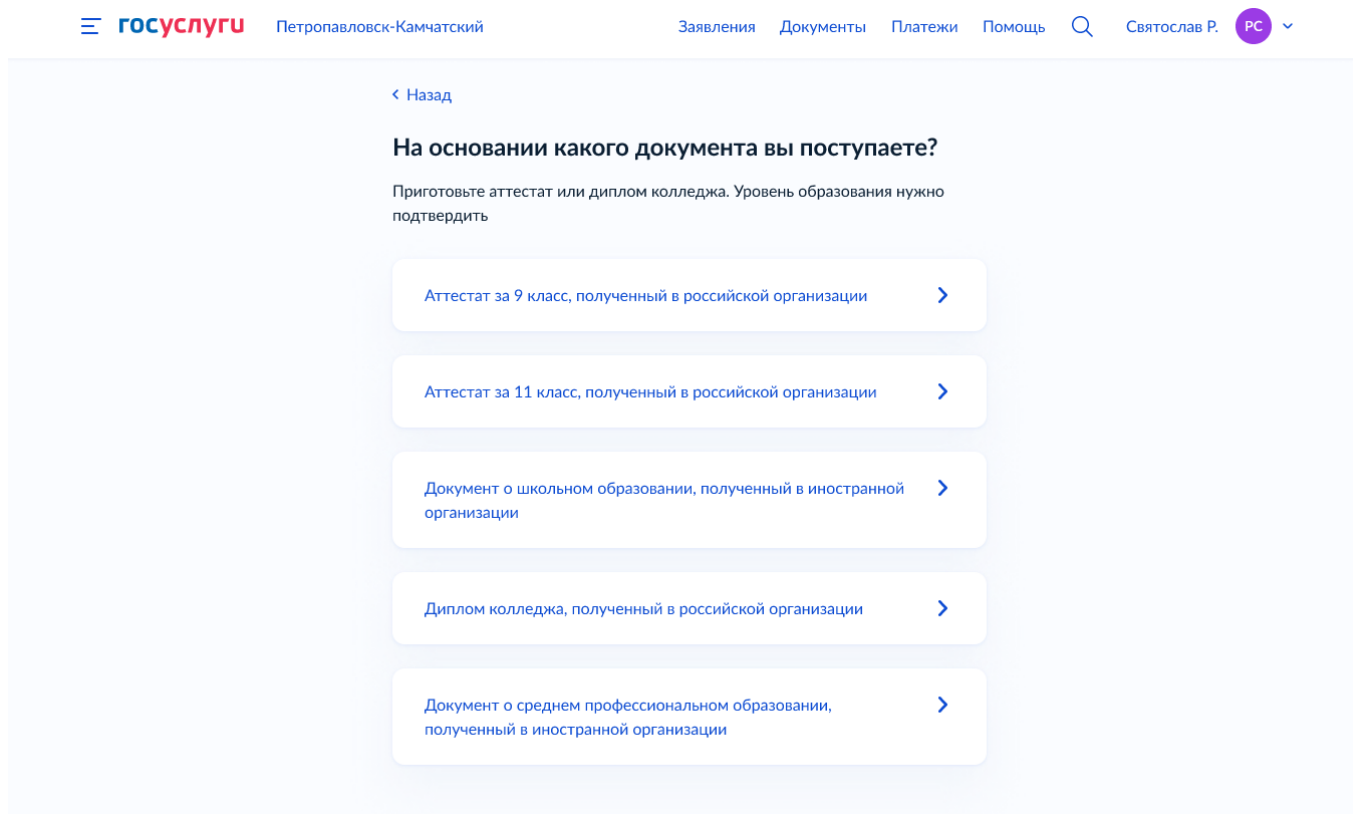 госуслуги Петропавловск-Камчатский Заявления Документы Платежи Помощь Святослав Р. РС
Назад
На основании какого документа вы поступаете?
Приготовьте аттестат или диплом колледжа. Уровень образования нужно
подтвердить
Аттестат за 9 класс, полученный в российской организации
Аттестат за 11 класс, полученный в российской организации
Документ о школьном образовании, полученный в иностранной
организации
Диплом колледжа, полученный в российской организации
Документ о среднем профессиональном образовании,
полученный в иностранной организации